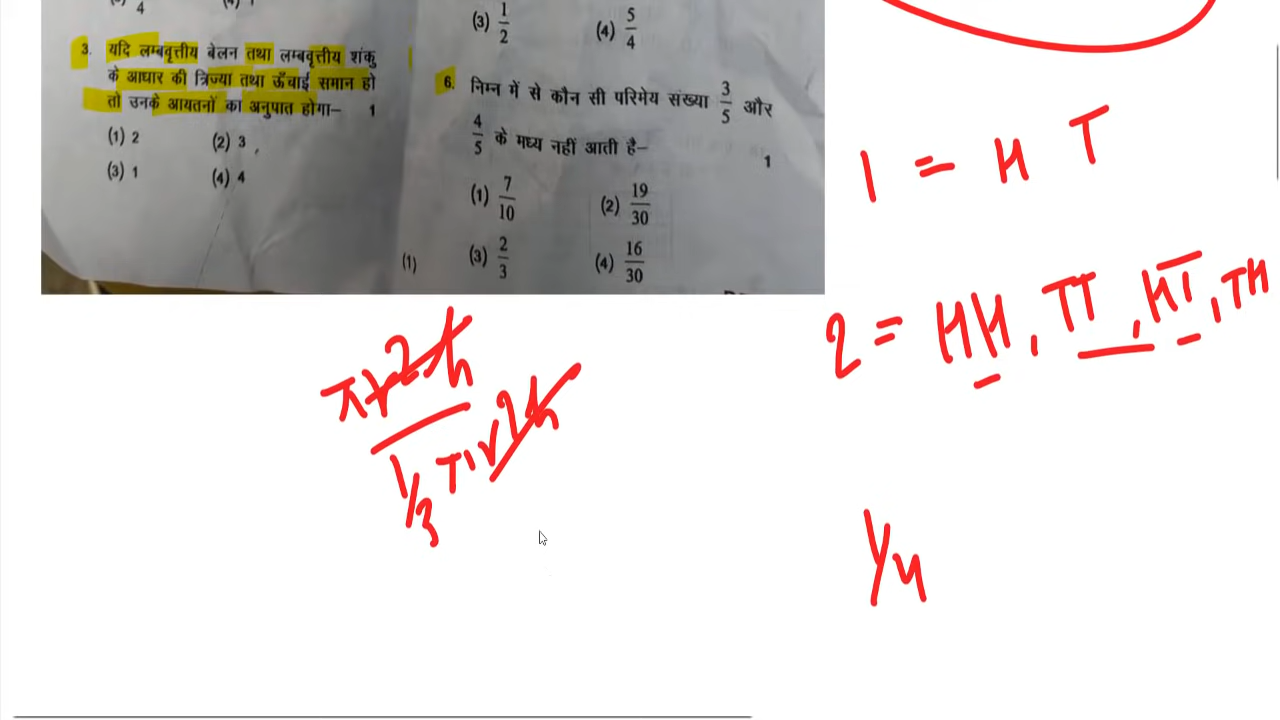 4
3. यदि लम्बवृत्तीय बेलन तथा लम्बवृत्तीय शंकु
के आधार की त्रिज्या तथा ऊँचाई समान हो
तो उनके आयतनों का अनुपात होगा– 1
(1) 2 (2) 3
(3) 1 (4) 4
(3) 1/2 (4) 5/4
6. निम्न में से कौन सी परिमेय संख्या 3/5 और
4/5 के मध्य नहीं आती है–
1
(1) 7/10 (2) 19/30
(3) 2/3 (4) 16/30
(1)
1 = H T
2 = HH, TT, HT, TH
πr2h
1/3 πr2h
1/4